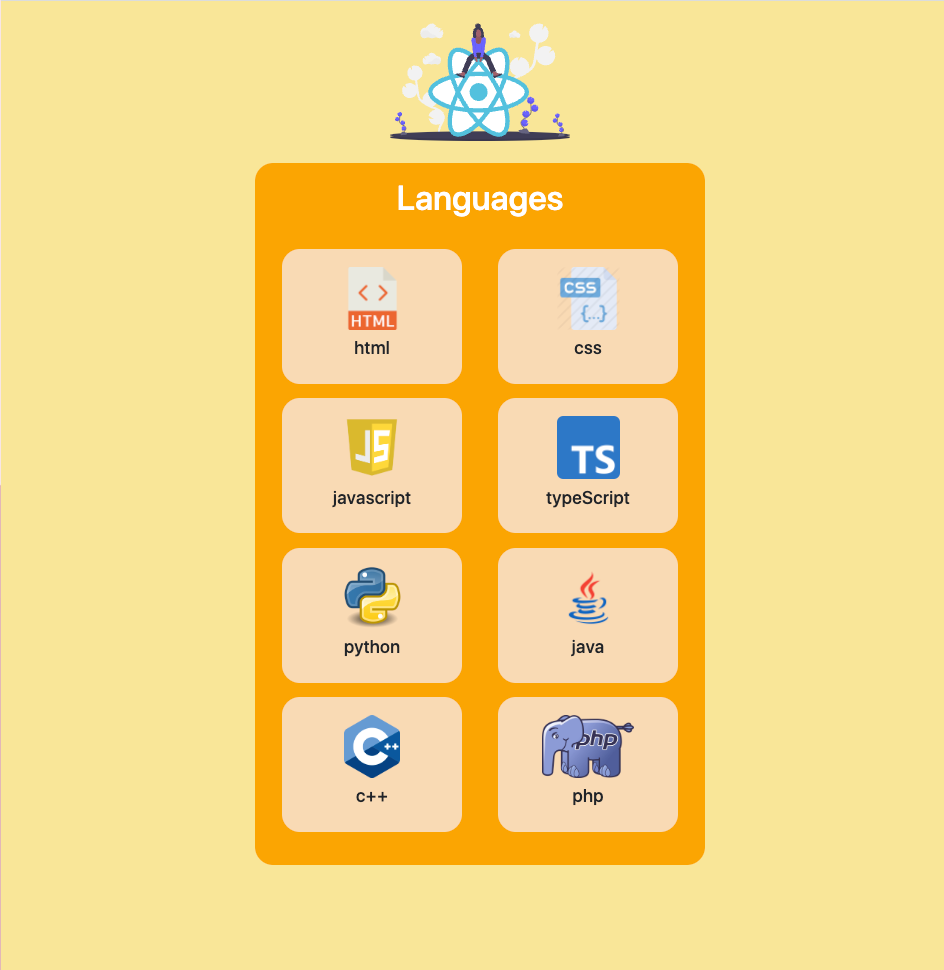 Languages
HTML
html
CSS
{...}
css
JS
javascript
TS
typeScript
python
java
C++
c++
php
php